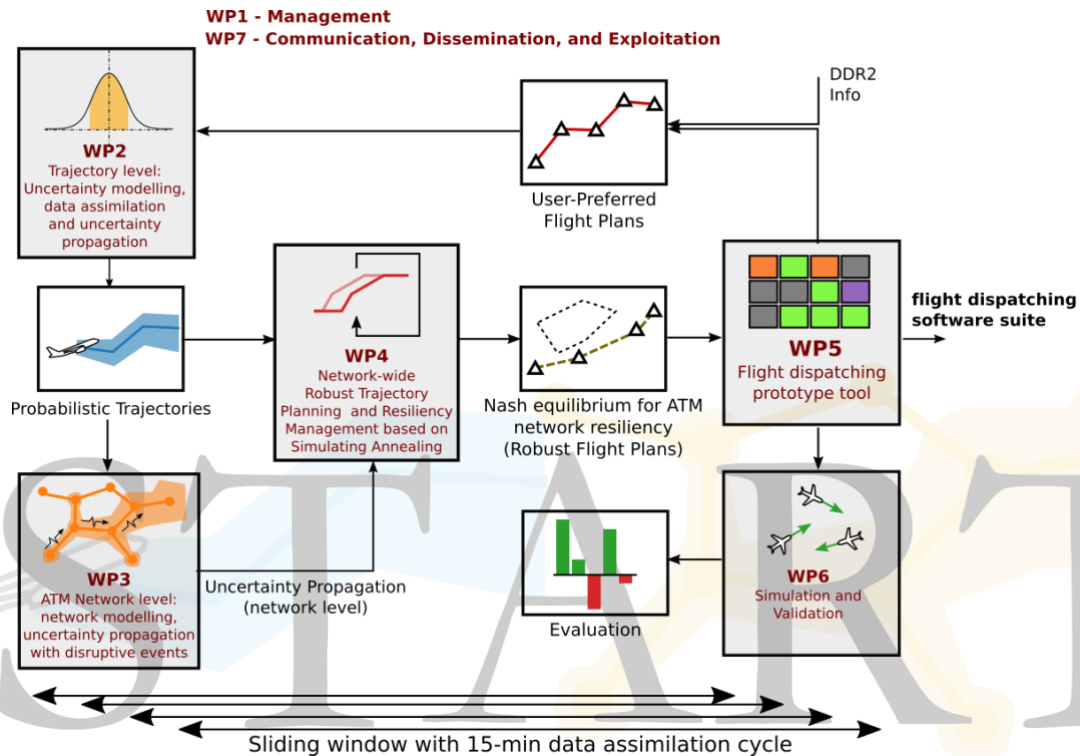 WP1 - Management
WP7 - Communication, Dissemination, and Exploitation
DDR2
Info
WP2
Trajectory level:
Uncertainty modelling,
data assimilation
and uncertainty
propagation
User-Preferred
Flight Plans
Probabilistic Trajectories
WP4
Network-wide
Robust Trajectory
Planning and Resiliency
Management based on
Simulating Annealing
Nash equilibrium for ATM
network resiliency
(Robust Flight Plans)
WP5
Flight dispatching
prototype tool
flight dispatching
software suite
WP3
ATM Network level:
network modelling,
uncertainty propagation
with disruptive events
Uncertainty Propagation
(network level)
Evaluation
WP6
Simulation and
Validation
START
Sliding window with 15-min data assimilation cycle